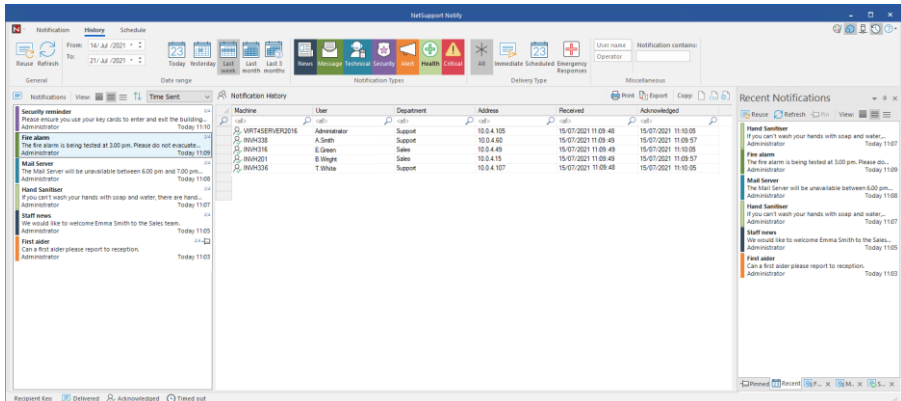 NetSupport Notify
Notification History Schedule
From: 14/ Jul /2021
To: 21/ Jul /2021
Reuse Refresh
Today Yesterday Last week Last month Last 3 months
News Message Technical Security Alert Health Critical
All Immediate Scheduled Emergency Responses
User name
Operator
Notification contains:
General Date range Notification Types Delivery Type Miscellaneous
Notifications View: Time Sent
Security reminder
Please ensure you use your key cards to enter and exit the building...
Administrator Today 11:10
Fire alarm
The fire alarm is being tested at 3.00 pm. Please do not evacuate...
Administrator Today 11:09
Mail Server
The Mail Server will be unavailable between 6.00 pm and 7.00 pm...
Administrator Today 11:08
Hand Sanitiser
If you can't wash your hands with soap and water, there are hand...
Administrator Today 11:07
Staff news
We would like to welcome Emma Smith to the Sales team.
Administrator Today 11:05
First aider
Can a first aider please report to reception.
Administrator Today 11:03
Notification History Print Export Copy:
Machine User Department Address Received Acknowledged
<all> <all> <all> <all> <all> <all>
VIRT4SERVER2016 Administrator Support 10.0.4.105 15/07/2021 11:09:48 15/07/2021 11:10:05
INVH338 A.Smith Support 10.0.4.60 15/07/2021 11:09:48 15/07/2021 11:09:57
INVH316 E.Green Sales 10.0.4.49 15/07/2021 11:09:49 15/07/2021 11:10:05
INVH201 B.Wright Sales 10.0.4.15 15/07/2021 11:09:49 15/07/2021 11:09:57
INVH336 T.White Support 10.0.4.107 15/07/2021 11:09:48 15/07/2021 11:10:05
Recent Notifications
Reuse Refresh Pin View:
Hand Sanitiser
If you can't wash your hands with soap and water,...
Administrator Today 11:07
Fire alarm
The fire alarm is being tested at 3.00 pm. Please do...
Administrator Today 11:09
Mail Server
The Mail Server will be unavailable between 6.00 pm...
Administrator Today 11:08
Hand Sanitiser
If you can't wash your hands with soap and water,...
Administrator Today 11:07
Staff news
We would like to welcome Emma Smith to the Sales...
Administrator Today 11:05
First aider
Can a first aider please report to reception.
Administrator Today 11:03
Pinned Recent F... M... S...
Recipient Key: Delivered Acknowledged Timed out